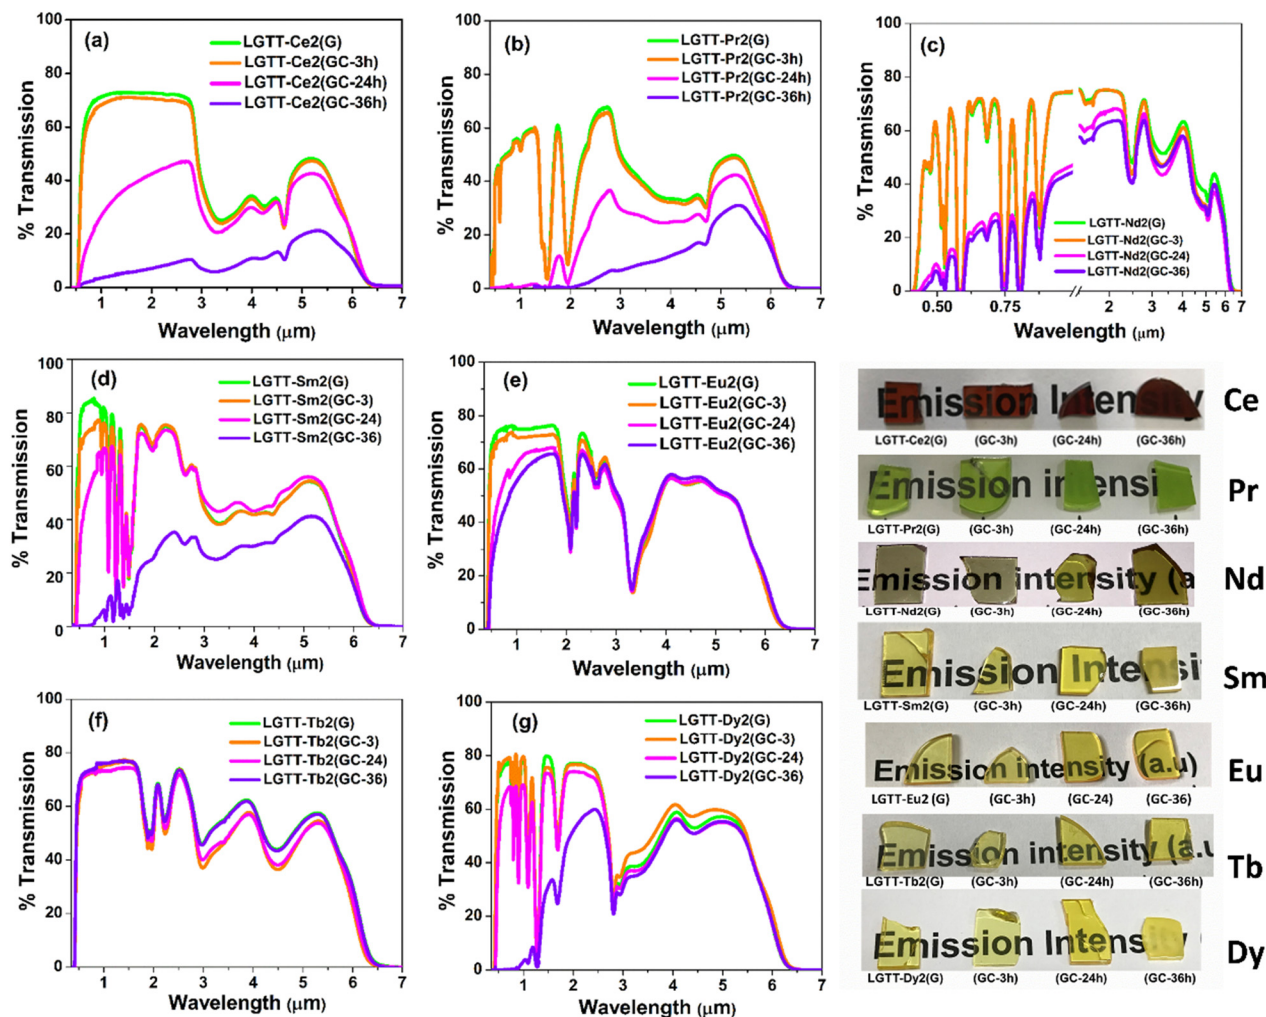 (a)
LGTT-Ce2(G)
LGTT-Ce2(GC-3h)
LGTT-Ce2(GC-24h)
LGTT-Ce2(GC-36h)
% Transmission
100
80
60
40
20
0
1 2 3 4 5 6 7
Wavelength (μm)
(b)
LGTT-Pr2(G)
LGTT-Pr2(GC-3h)
LGTT-Pr2(GC-24h)
LGTT-Pr2(GC-36h)
% Transmission
100
80
60
40
20
0
1 2 3 4 5 6 7
Wavelength (μm)
(c)
LGTT-Nd2(G)
LGTT-Nd2(GC-3)
LGTT-Nd2(GC-24)
LGTT-Nd2(GC-36)
% Transmission
100
80
60
40
20
0
0.50 0.75 2 3 4 5 6 7
Wavelength (μm)
(d)
LGTT-Sm2(G)
LGTT-Sm2(GC-3)
LGTT-Sm2(GC-24)
LGTT-Sm2(GC-36)
% Transmission
100
80
60
40
20
0
1 2 3 4 5 6 7
Wavelength (μm)
(e)
LGTT-Eu2(G)
LGTT-Eu2(GC-3)
LGTT-Eu2(GC-24)
LGTT-Eu2(GC-36)
% Transmission
100
80
60
40
20
0
1 2 3 4 5 6 7
Wavelength (μm)
(f)
LGTT-Tb2(G)
LGTT-Tb2(GC-3)
LGTT-Tb2(GC-24)
LGTT-Tb2(GC-36)
% Transmission
100
80
60
40
20
0
1 2 3 4 5 6 7
Wavelength (μm)
(g)
LGTT-Dy2(G)
LGTT-Dy2(GC-3)
LGTT-Dy2(GC-24)
LGTT-Dy2(GC-36)
% Transmission
100
80
60
40
20
0
1 2 3 4 5 6 7
Wavelength (μm)
Emission Intensity
Ce
LGTT-Ce2(G) (GC-3h) (GC-24h) (GC-36h)
Emission intensi
Pr
LGTT-Pr2(G) (GC-3h) (GC-24h) (GC-36h)
Emission intensity (a.
Nd
LGTT-Nd2(G) (GC-3h) (GC-24h) (GC-36h)
Emission Intensit
Sm
LGTT-Sm2(G) (GC-3h) (GC-24h) (GC-36h)
Emission intensity (a.u)
Eu
LGTT-Eu2 (G) (GC-3h) (GC-24) (GC-36)
Emission intensity (a.u
Tb
LGTT-Tb2(G) (GC-3h) (GC-24h) (GC-36h)
Emission Intensity (
Dy
LGTT-Dy2(G) (GC-3h) (GC-24h) (GC-36h)